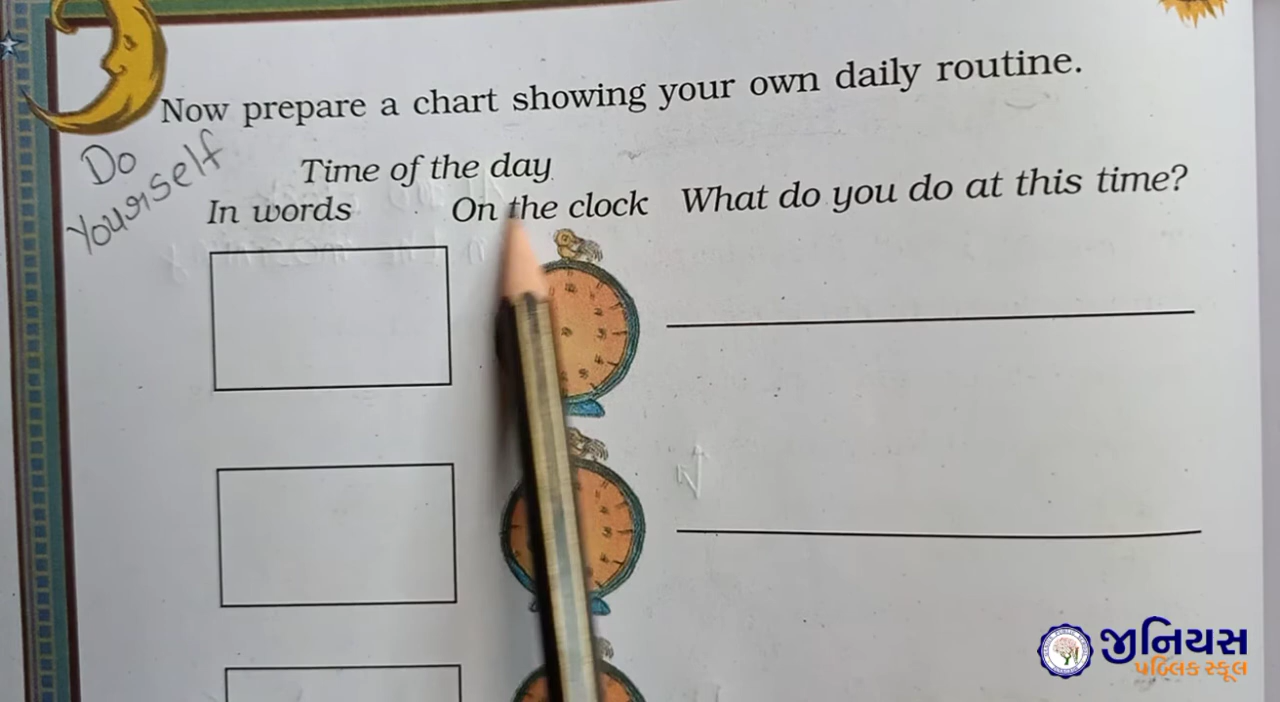 Now prepare a chart showing your own daily routine.
Do
Yourself
Time of the day
In words On the clock What do you do at this time?
જીનિયસ
પબ્લિક સ્કૂલ